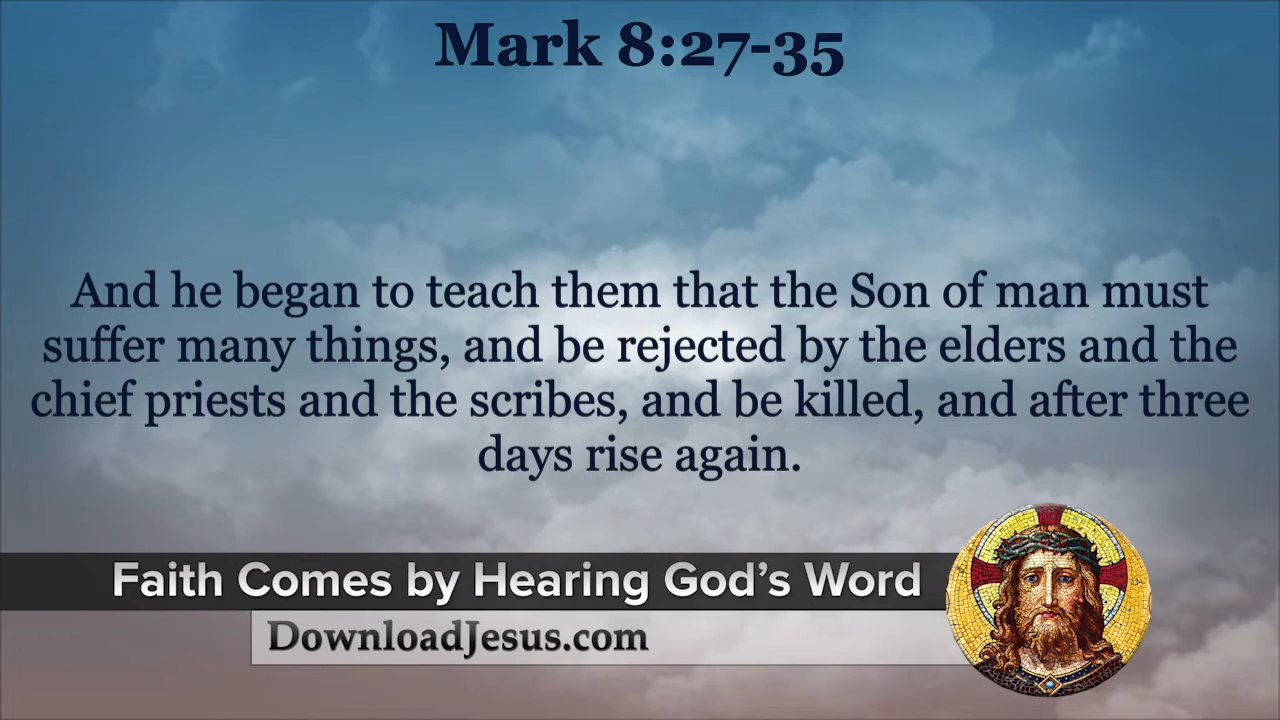 Mark 8:27-35
And he began to teach them that the Son of man must
suffer many things, and be rejected by the elders and the
chief priests and the scribes, and be killed, and after three
days rise again.
Faith Comes by Hearing God’s Word
DownloadJesus.com